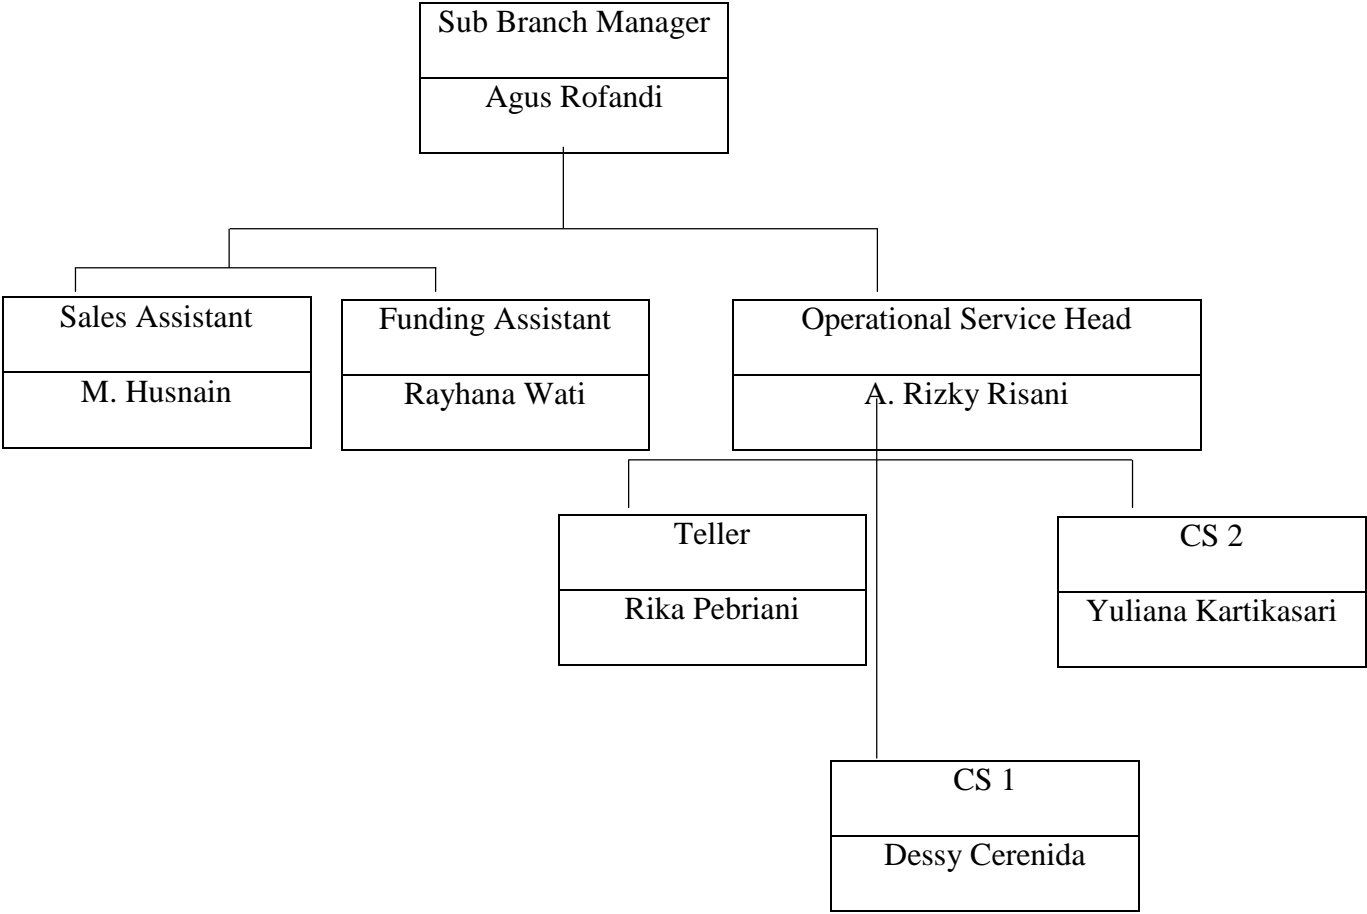 Sub Branch Manager
Agus Rofandi
Sales Assistant
M. Husnain
Funding Assistant
Rayhana Wati
Operational Service Head
A. Rizky Risani
Teller
Rika Pebriani
CS 2
Yuliana Kartikasari
CS 1
Dessy Cerenida